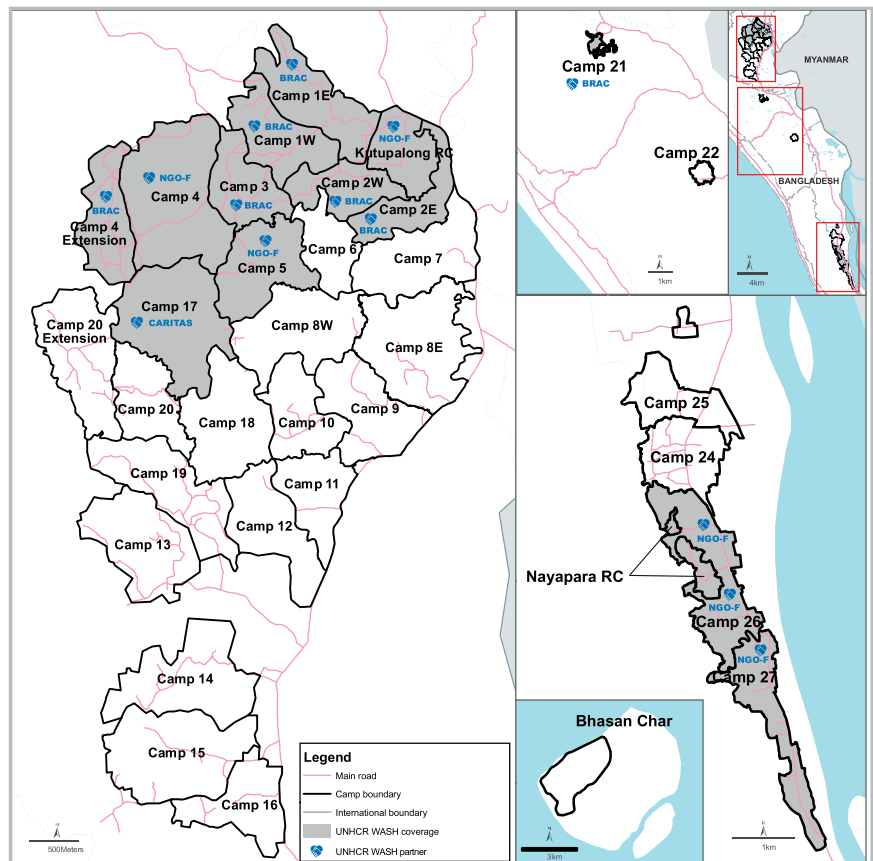 BRAC
Camp 1E
BRAC
Camp 1W
NGO-F
Kutupalong RC
NGO-F
Camp 4
Camp 3
BRAC
Camp 2W
BRAC
Camp 2E
BRAC
BRAC
Camp 4
Extension
NGO-F
Camp 5
Camp 6
Camp 7
Camp 17
CARITAS
Camp 20
Extension
Camp 8W
Camp 8E
Camp 20
Camp 18
Camp 10
Camp 9
Camp 19
Camp 11
Camp 12
Camp 13
Camp 14
Camp 15
Camp 16
N
500Meters
Legend
Main road
Camp boundary
International boundary
UNHCR WASH coverage
UNHCR WASH partner
Camp 21
BRAC
Camp 22
N
1km
MYANMAR
BANGLADESH
N
4km
Camp 25
Camp 24
NGO-F
Nayapara RC
NGO-F
Camp 26
NGO-F
Camp 27
N
1km
Bhasan Char
N
3km